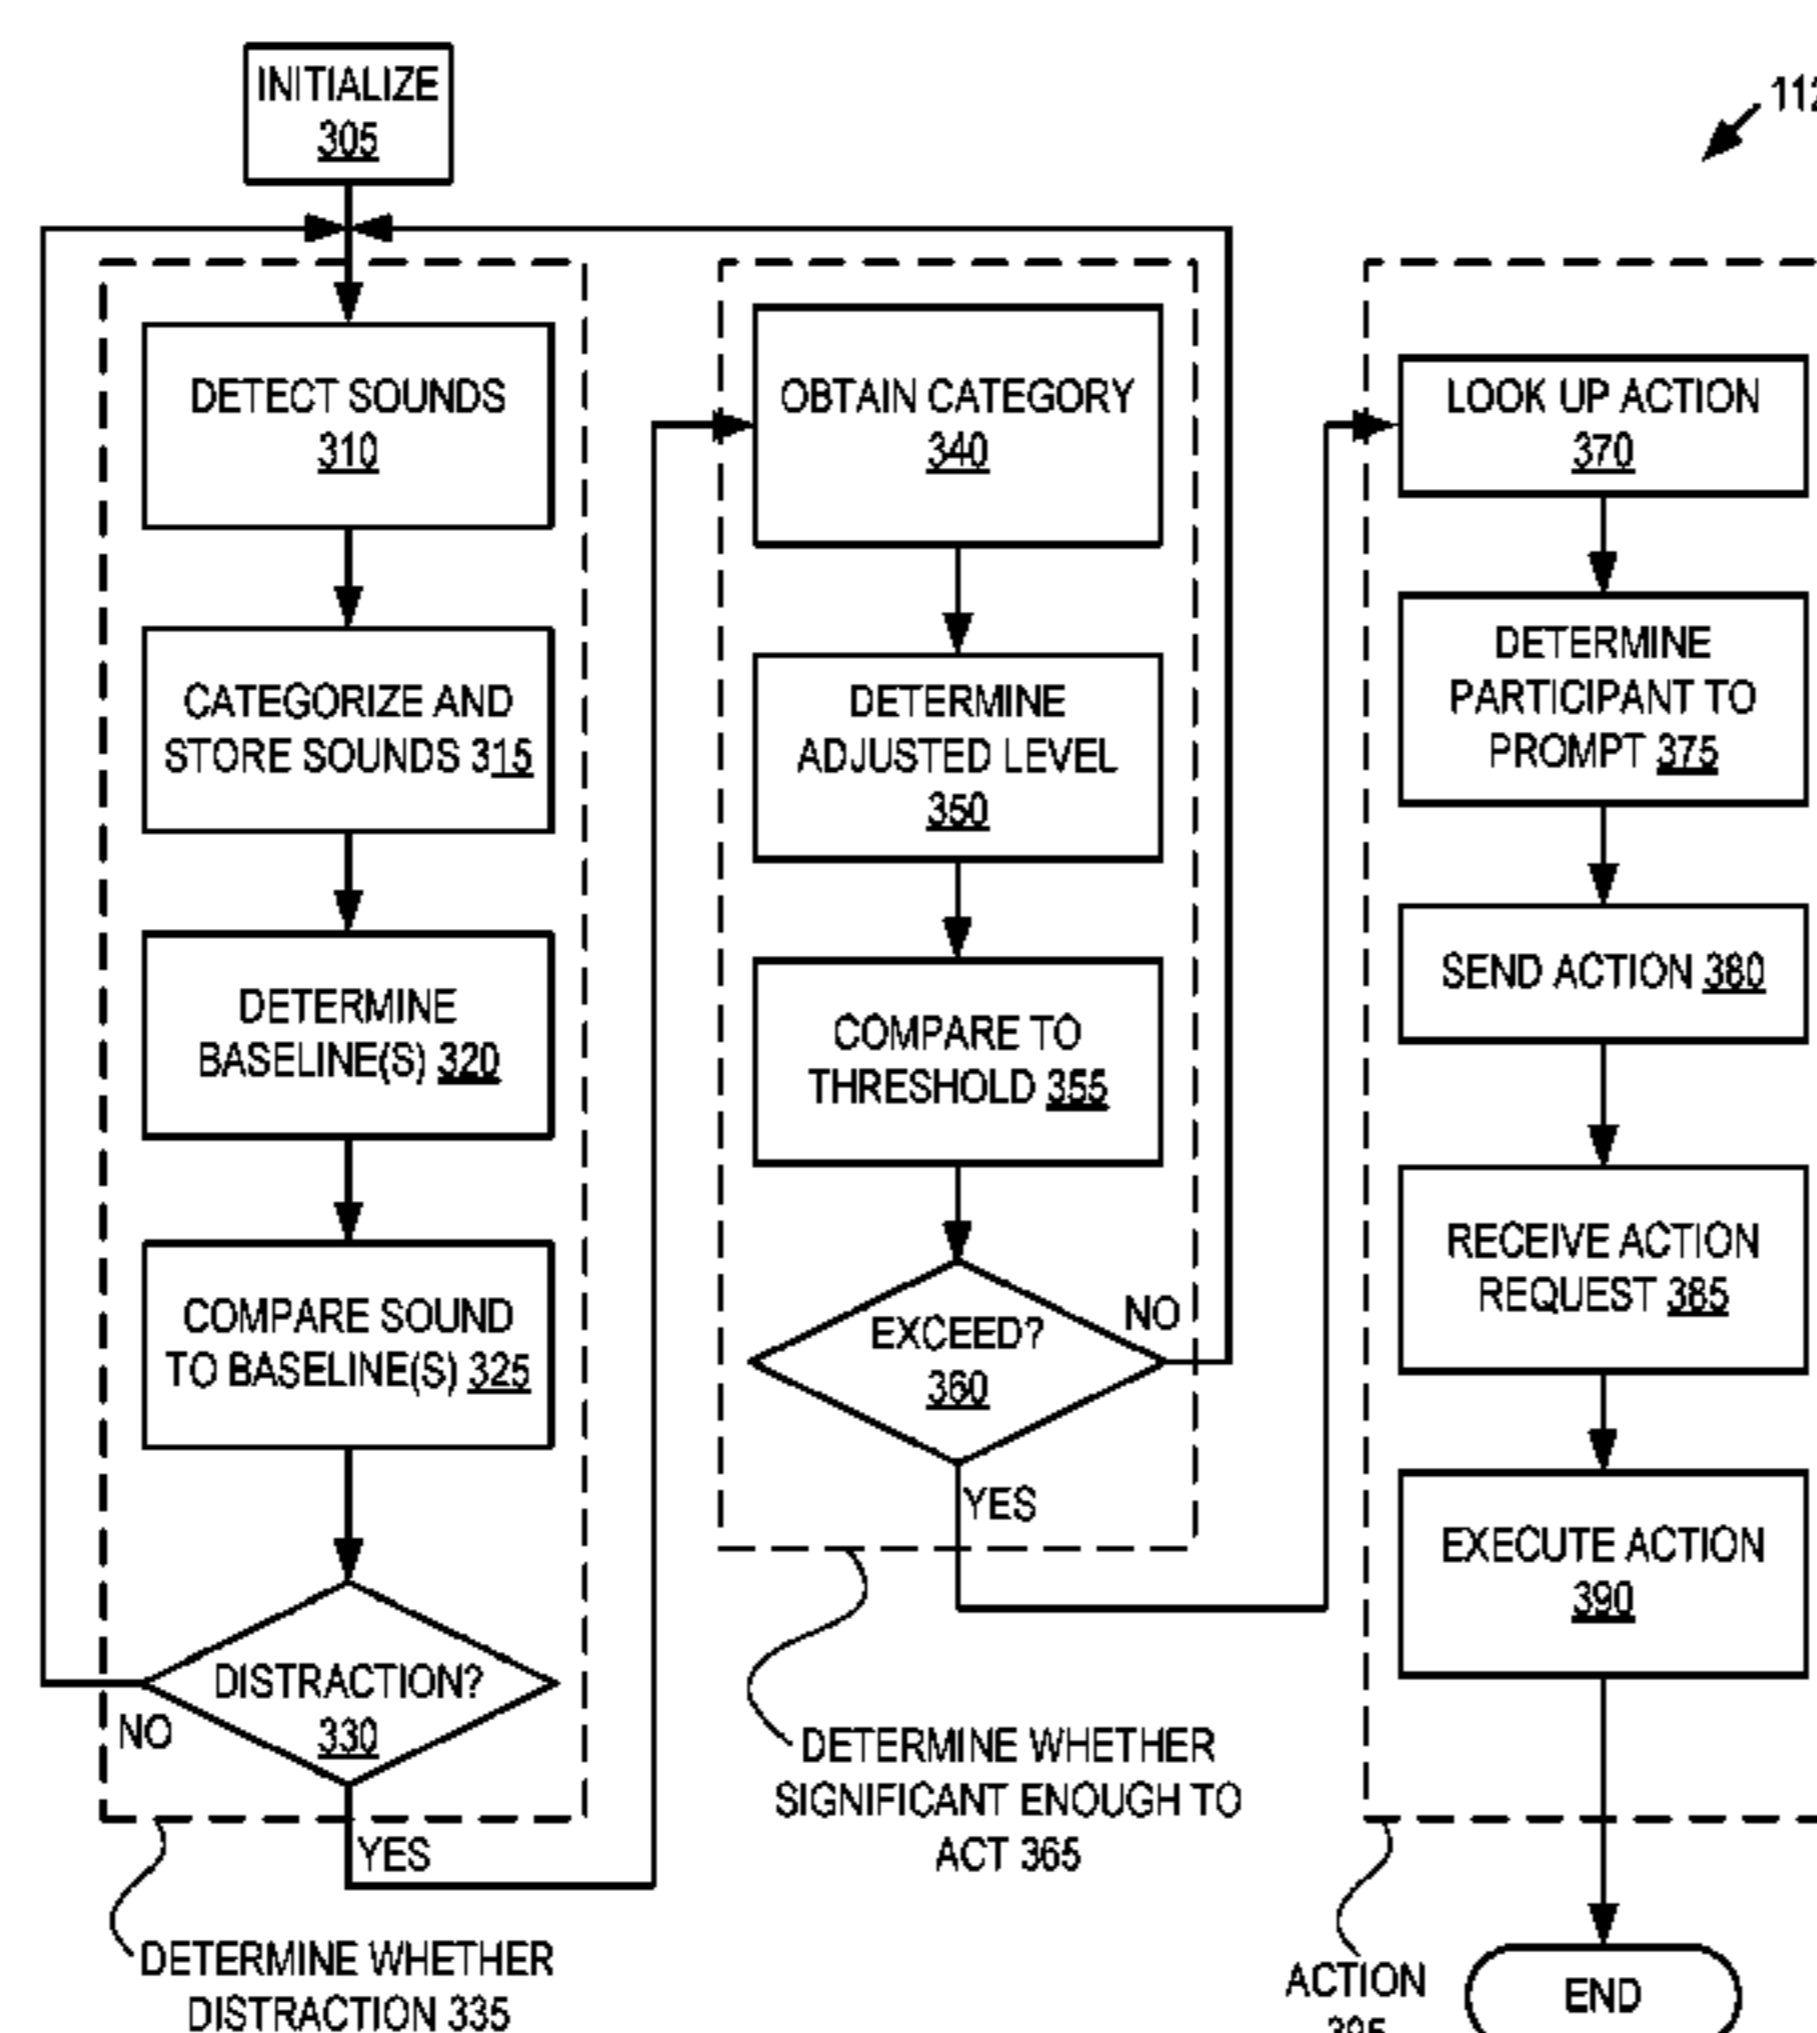 INITIALIZE
305
112
DETECT SOUNDS
310
CATEGORIZE AND
STORE SOUNDS 315
DETERMINE
BASELINE(S) 320
COMPARE SOUND
TO BASELINE(S) 325
DISTRACTION?
330
NO
YES
DETERMINE WHETHER
DISTRACTION 335
OBTAIN CATEGORY
340
DETERMINE
ADJUSTED LEVEL
350
COMPARE TO
THRESHOLD 355
EXCEED?
360
NO
YES
DETERMINE WHETHER
SIGNIFICANT ENOUGH TO
ACT 365
LOOK UP ACTION
370
DETERMINE
PARTICIPANT TO
PROMPT 375
SEND ACTION 380
RECEIVE ACTION
REQUEST 385
EXECUTE ACTION
390
ACTION
395
END